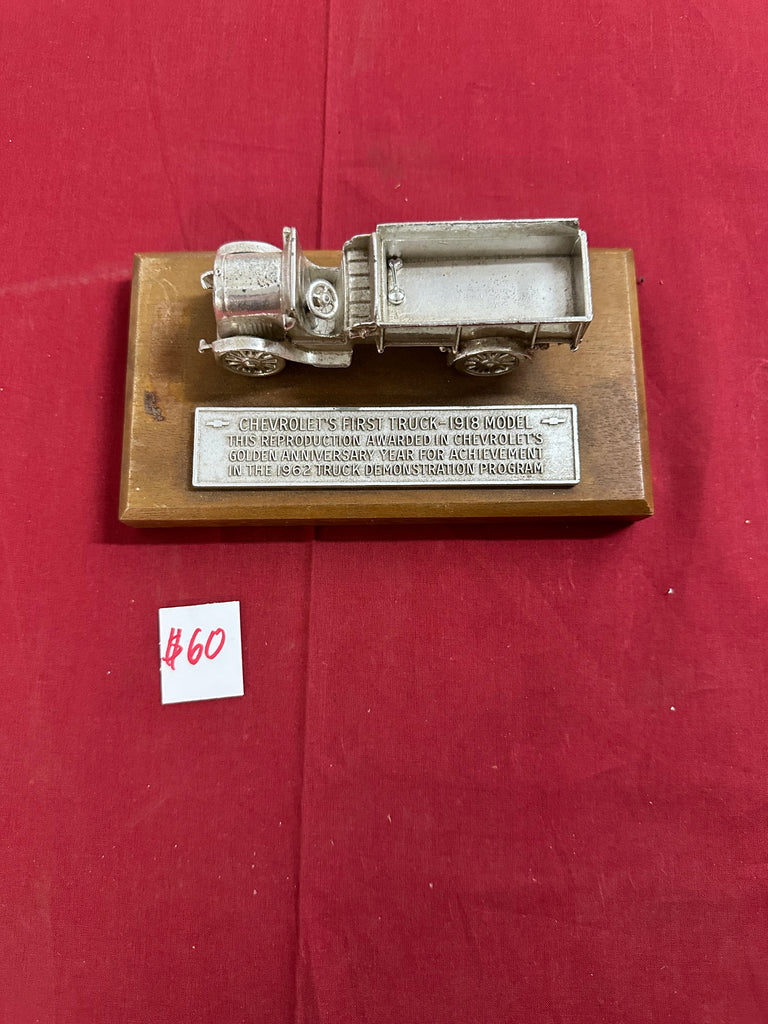 CHEVROLET'S FIRST TRUCK-1918 MODEL
THIS REPRODUCTION AWARDED IN CHEVROLET'S
GOLDEN ANNIVERSARY YEAR FOR ACHIEVEMENT
IN THE 1962 TRUCK DEMONSTRATION PROGRAM
$60